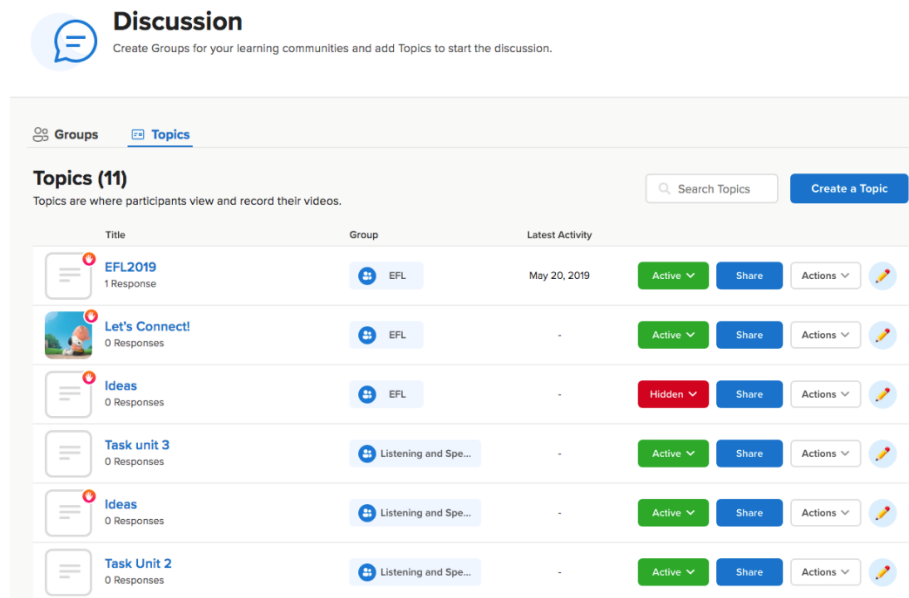 Discussion
Create Groups for your learning communities and add Topics to start the discussion.
Groups Topics
Topics (11)
Topics are where participants view and record their videos.
Search Topics Create a Topic
Title Group Latest Activity
EFL2019
1 Response
EFL May 20, 2019 Active Share Actions
Let's Connect!
0 Responses
EFL - Active Share Actions
Ideas
0 Responses
EFL - Hidden Share Actions
Task unit 3
0 Responses
Listening and Spe... - Active Share Actions
Ideas
0 Responses
Listening and Spe... - Active Share Actions
Task Unit 2
0 Responses
Listening and Spe... - Active Share Actions